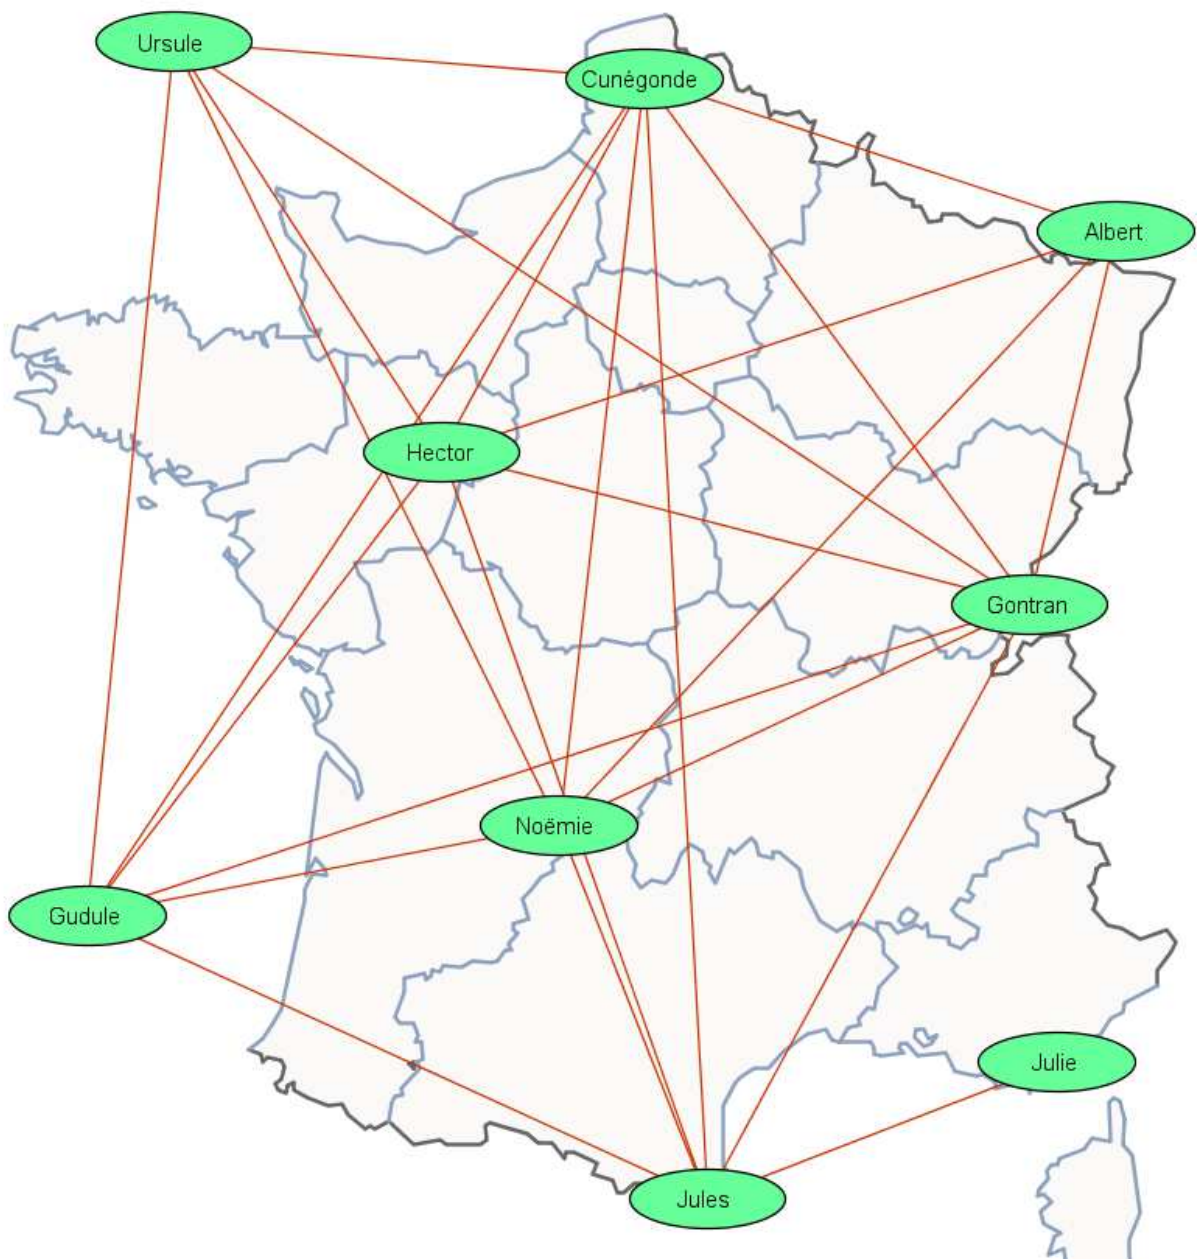 Ursule
Cunégonde
Albert
Hector
Gontran
Noëmie
Gudule
Julie
Jules